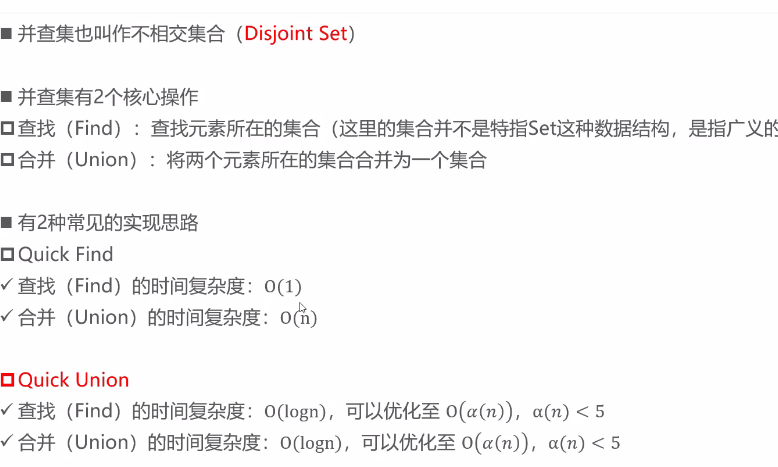 ■ 并查集也叫作不相交集合（Disjoint Set）
■ 并查集有2个核心操作
查找（Find）：查找元素所在的集合（这里的集合并不是特指Set这种数据结构，是指广义的
合并（Union）：将两个元素所在的集合合并为一个集合
■ 有2种常见的实现思路
Quick Find
✓ 查找（Find）的时间复杂度：O(1)
✓ 合并（Union）的时间复杂度：O(n)
Quick Union
✓ 查找（Find）的时间复杂度：O(logn)，可以优化至 O(α(n))，α(n) < 5
✓ 合并（Union）的时间复杂度：O(logn)，可以优化至 O(α(n))，α(n) < 5